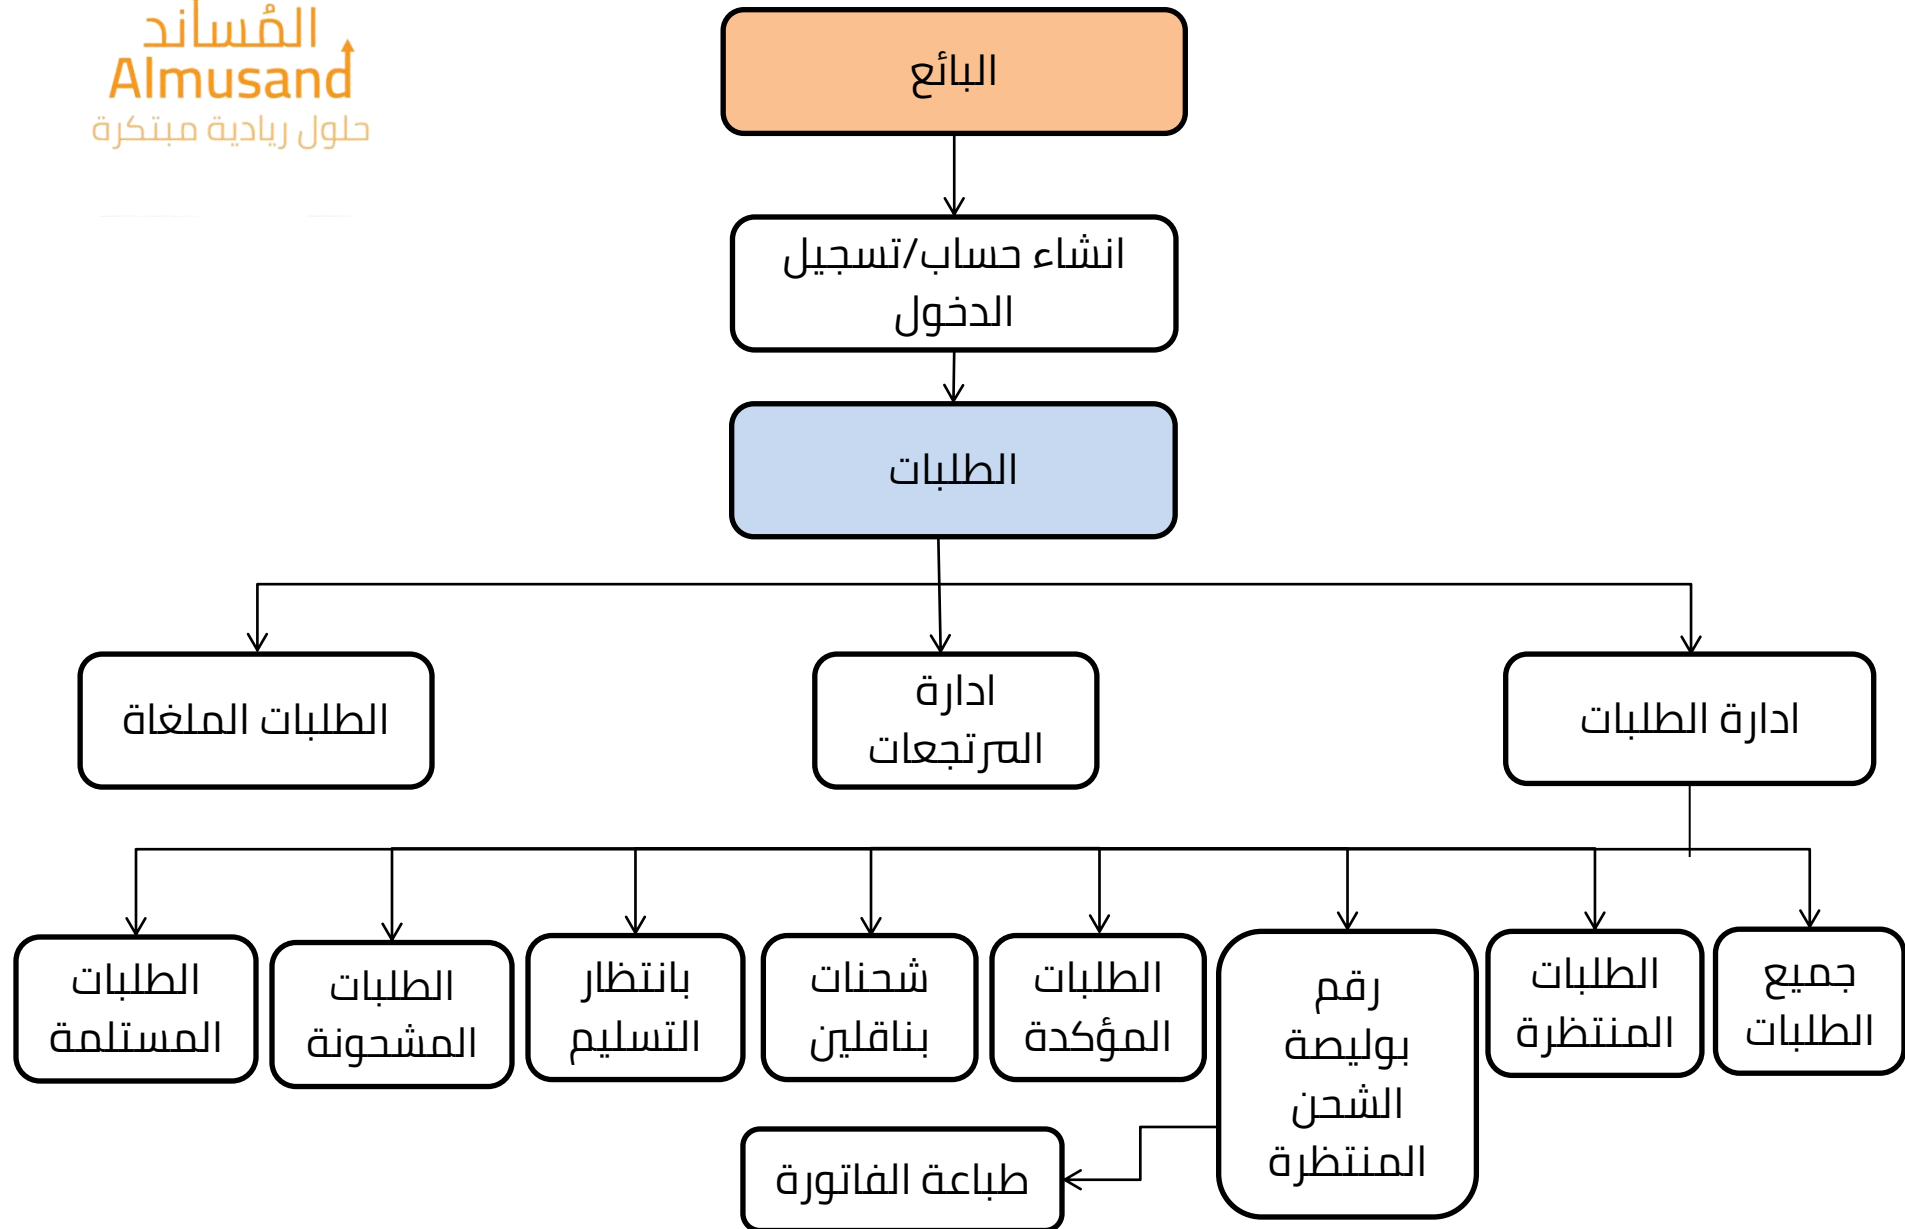 المُساند
Almusand
حلول ريادية مبتكرة
البائع
انشاء حساب/تسجيل
الدخول
الطلبات
ادارة الطلبات
ادارة
المرتجعات
الطلبات الملغاة
جميع
الطلبات
الطلبات
المنتظرة
رقم
بوليصة
الشحن
المنتظرة
الطلبات
المؤكدة
شحنات
بناقلين
بانتظار
التسليم
الطلبات
المشحونة
الطلبات
المستلمة
طباعة الفاتورة